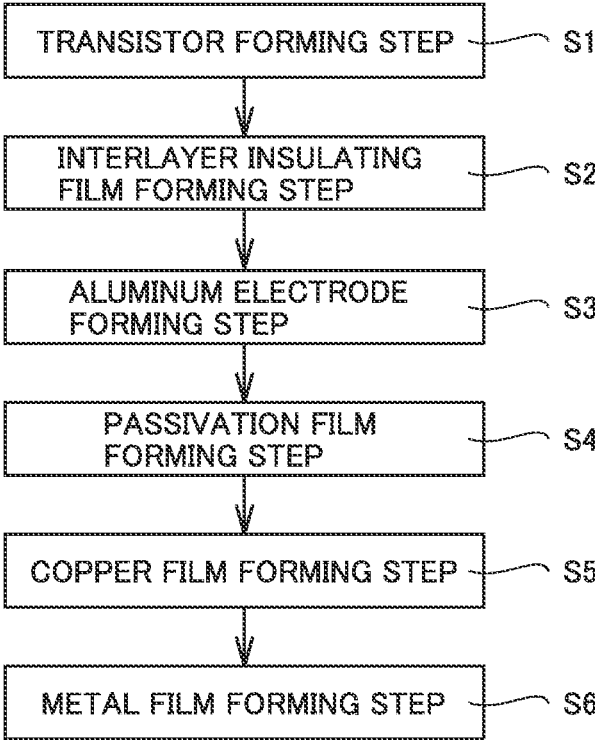 TRANSISTOR FORMING STEP
S1
INTERLAYER INSULATING
FILM FORMING STEP
S2
ALUMINUM ELECTRODE
FORMING STEP
S3
PASSIVATION FILM
FORMING STEP
S4
COPPER FILM FORMING STEP
S5
METAL FILM FORMING STEP
S6